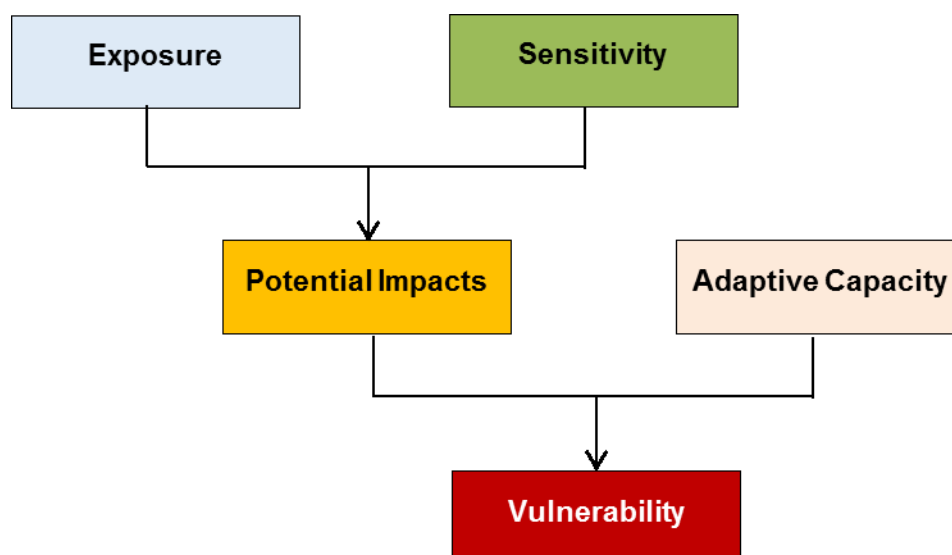 Exposure
Sensitivity
Potential Impacts
Adaptive Capacity
Vulnerability